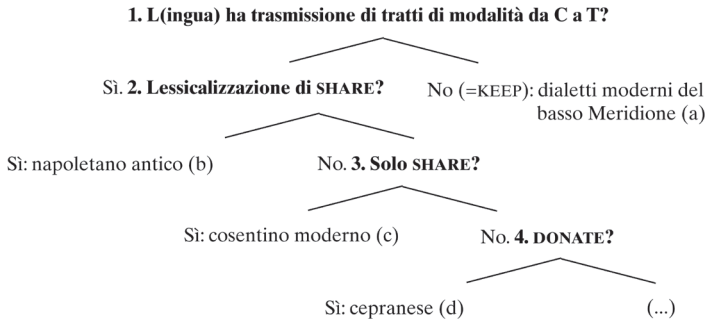 1. L(ingua) ha trasmissione di tratti di modalità da C a T?
Sì. 2. Lessicalizzazione di SHARE?
No (=KEEP): dialetti moderni del
basso Meridione (a)
Sì: napoletano antico (b)
No. 3. Solo SHARE?
Sì: cosentino moderno (c)
No. 4. DONATE?
Sì: cepranese (d)
(...)